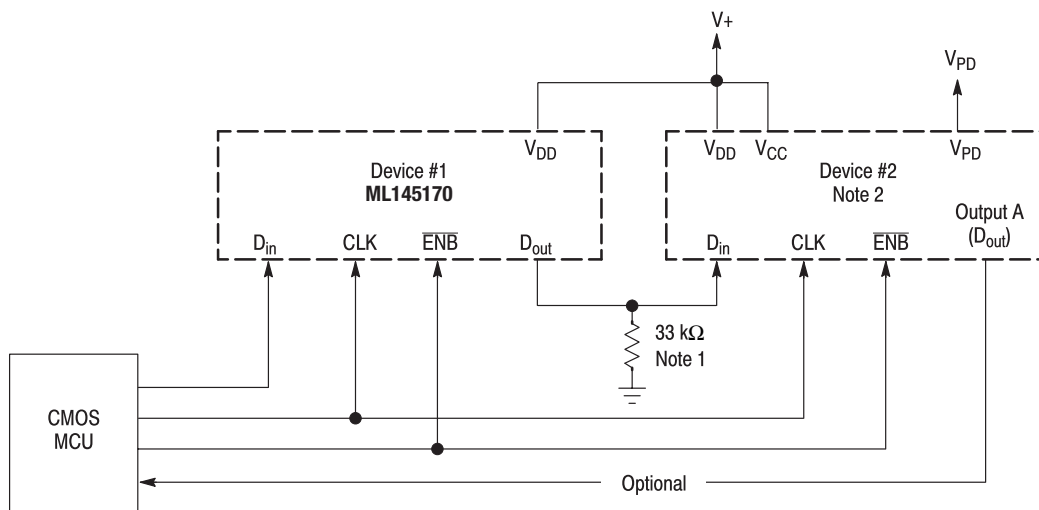 V+
VPD
VDD
VDD
VCC
VPD
Device #1
ML145170
Device #2
Note 2
Output A
(Dout)
Din
CLK
ENB
Dout
Din
CLK
ENB
33 kΩ
Note 1
CMOS
MCU
Optional